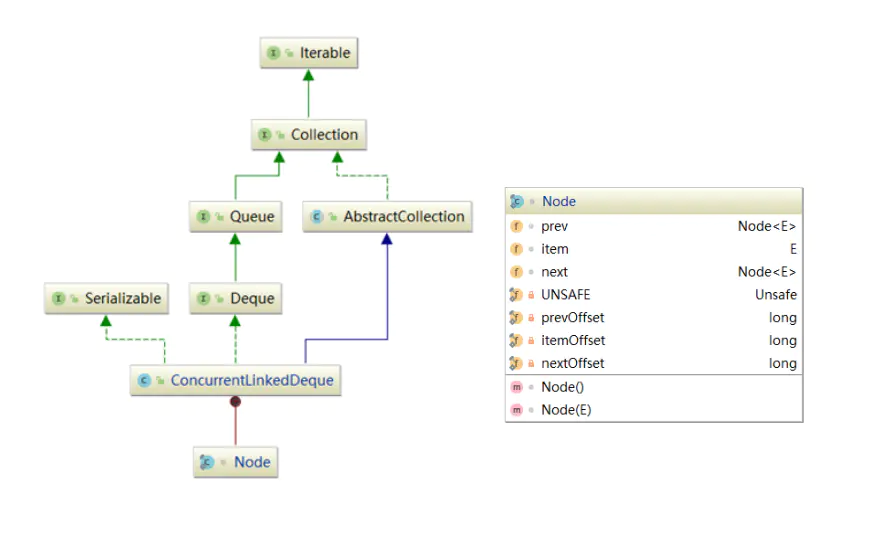 Iterable
Collection
Queue
AbstractCollection
Serializable
Deque
ConcurrentLinkedDeque
Node
Node
prev Node<E>
item E
next Node<E>
UNSAFE Unsafe
prevOffset long
itemOffset long
nextOffset long
Node()
Node(E)